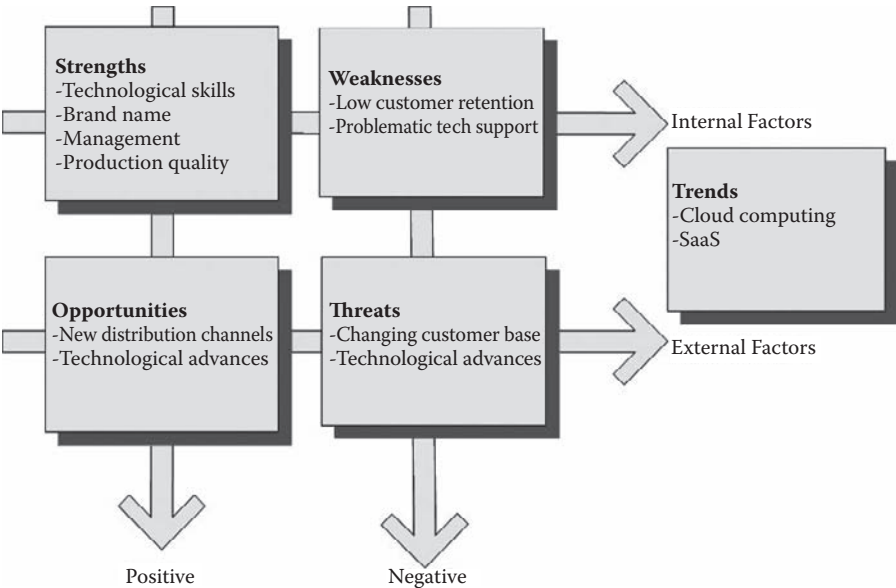 Strengths
-Technological skills
-Brand name
-Management
-Production quality
Weaknesses
-Low customer retention
-Problematic tech support
Internal Factors
Trends
-Cloud computing
-SaaS
Opportunities
-New distribution channels
-Technological advances
Threats
-Changing customer base
-Technological advances
External Factors
Positive
Negative